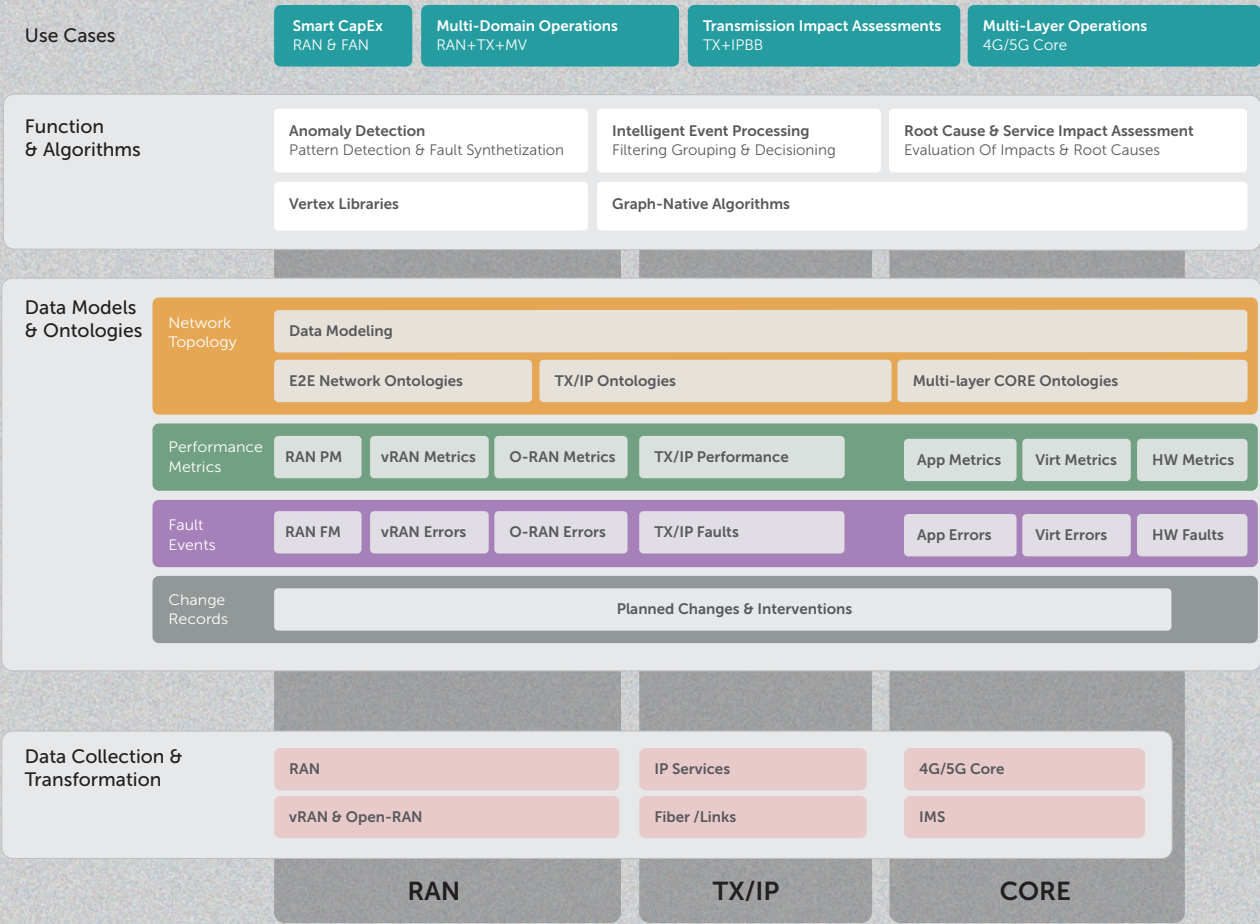 Use Cases
Smart CapEx
RAN & FAN
Multi-Domain Operations
RAN+TX+MV
Transmission Impact Assessments
TX+IPBB
Multi-Layer Operations
4G/5G Core
Function
& Algorithms
Anomaly Detection
Pattern Detection & Fault Synthetization
Intelligent Event Processing
Filtering Grouping & Decisioning
Root Cause & Service Impact Assessment
Evaluation Of Impacts & Root Causes
Vertex Libraries
Graph-Native Algorithms
Data Models
& Ontologies
Network
Topology
Data Modeling
E2E Network Ontologies
TX/IP Ontologies
Multi-layer CORE Ontologies
Performance
Metrics
RAN PM
vRAN Metrics
O-RAN Metrics
TX/IP Performance
App Metrics
Virt Metrics
HW Metrics
Fault
Events
RAN FM
vRAN Errors
O-RAN Errors
TX/IP Faults
App Errors
Virt Errors
HW Faults
Change
Records
Planned Changes & Interventions
Data Collection &
Transformation
RAN
IP Services
4G/5G Core
vRAN & Open-RAN
Fiber /Links
IMS
RAN
TX/IP
CORE